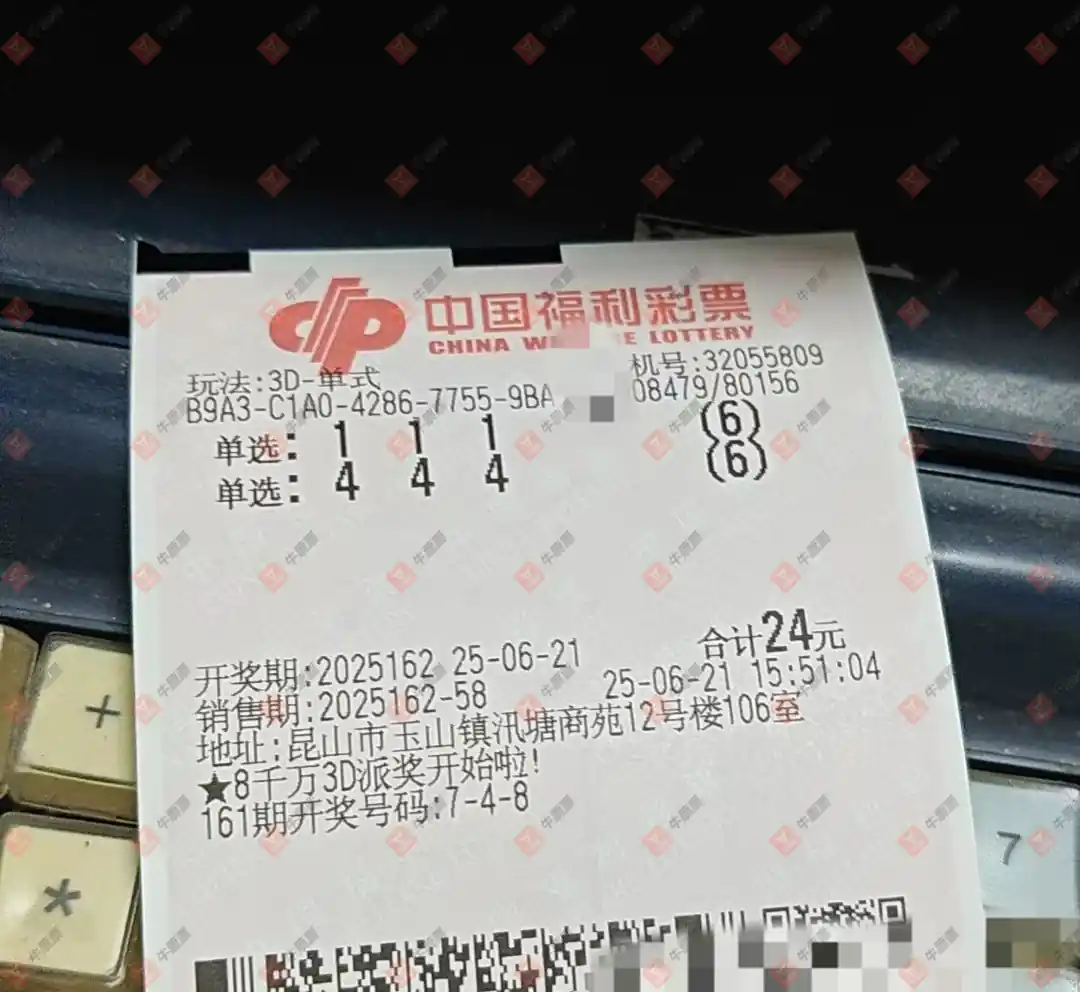 中国福利彩票
CHINA W E LOTTERY
玩法:3D-单式 机号:32055809
B9A3-C1A0-4286-7755-9BA 08479/80156
单选: 1 1 1 (6)
单选: 4 4 4 (6)
合计24元
开奖期:2025162 25-06-21
销售期:2025162-58 25-06-21 15:51:04
地址:昆山市玉山镇汛塘商苑12号楼106室
★8千万3D派奖开始啦!
161期开奖号码:7-4-8
+
*
7